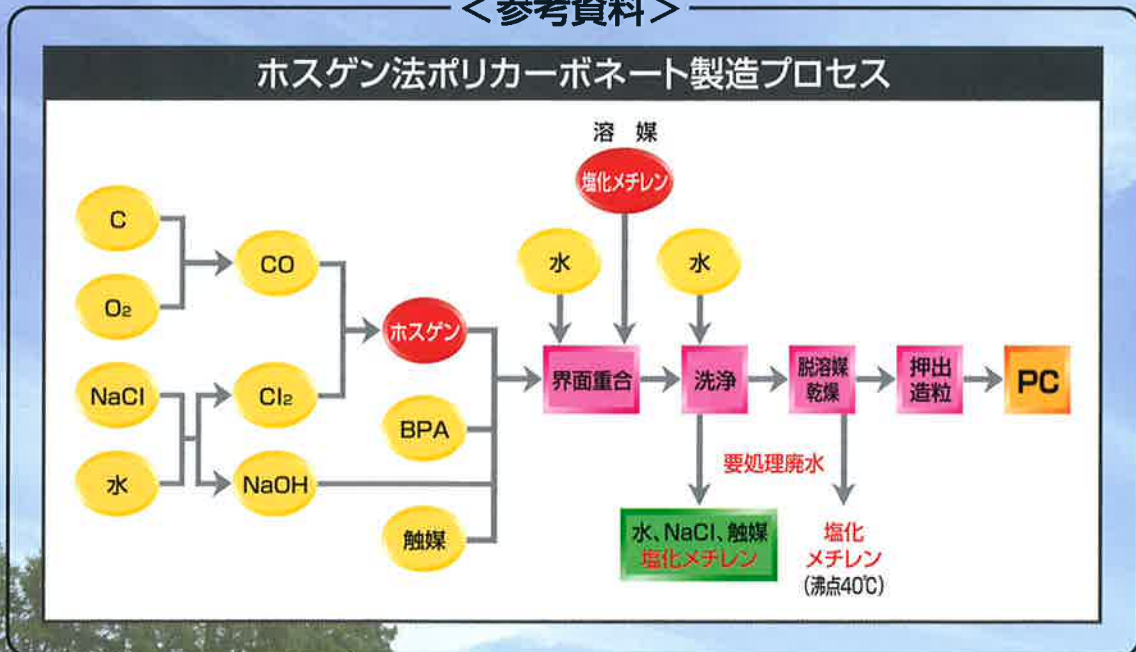 ＜参考資料＞
ホスゲン法ポリカーボネート製造プロセス
溶　媒
塩化メチレン
C
O₂
CO
水
水
ホスゲン
NaCl
水
Cl₂
NaOH
BPA
触媒
界面重合
洗浄
脱溶媒
乾燥
押出
造粒
PC
要処理廃水
水、NaCl、触媒
塩化メチレン
塩化
メチレン
(沸点40℃)